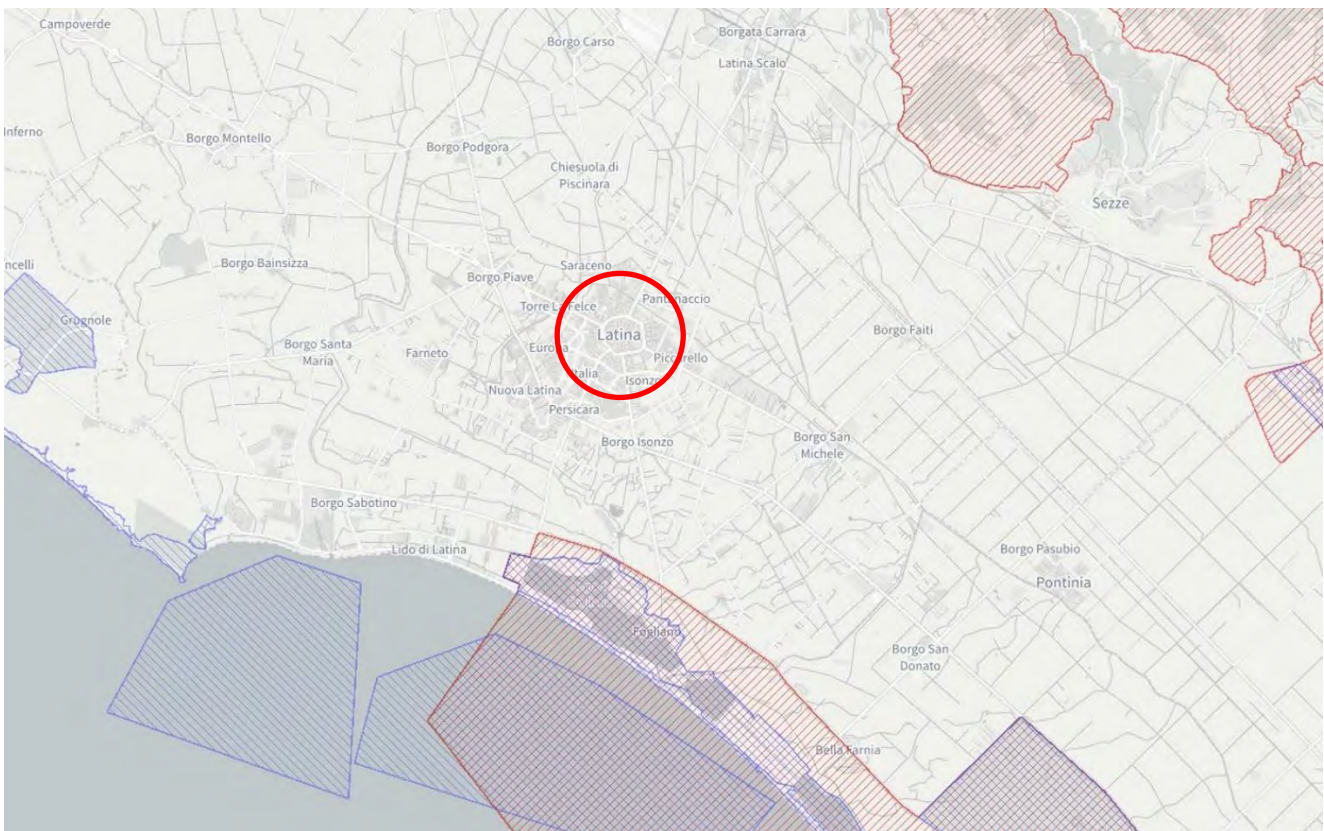 Campoverde
Borgo Carso
Borgata Carrara
Latina Scalo
Inferno
Borgo Montello
Borgo Podgora
Chiesuola di
Piscinara
Sezze
ncelli
Borgo Bainsizza
Borgo Piave
Saraceno
Torre La Felce
Pantanaccio
Grugnole
Borgo Santa
Maria
Farneto
Europa
Latina
Piccarello
Borgo Faiti
Italia
Isonzo
Nuova Latina
Persicara
Borgo Isonzo
Borgo San
Michele
Borgo Sabotino
Lido di Latina
Borgo Pasubio
Pontinia
Fogliano
Borgo San
Donato
Bella Farnia